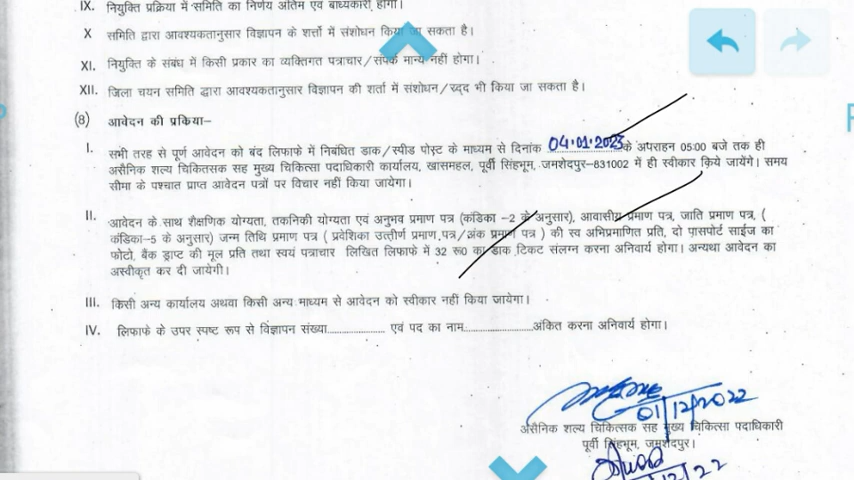 IX. नियुक्ति प्रक्रिया में समिति का निर्णय अंतिम एवं बाध्यकारी होगा।
X समिति द्वारा आवश्यकतानुसार विज्ञापन के शर्त्तो में संशोधन किया जा सकता है।
XI. नियुक्ति के संबंध में किसी प्रकार का व्यक्तिगत पत्राचार/संपर्क मान्य नहीं होगा।
XII. जिला चयन समिति द्वारा आवश्यकतानुसार विज्ञापन की शर्ता में संशोधन/रद्द भी किया जा सकता है।
(8) आवेदन की प्रकिया–
I. सभी तरह से पूर्ण आवेदन को बंद लिफाफे में निबंधित डाक/स्पीड पोस्ट के माध्यम से दिनांक 04.01.2023 के अपराहन 05:00 बजे तक ही
असैनिक शल्य चिकित्सक सह मुख्य चिकित्सा पदाधिकारी कार्यालय, खासमहल, पूर्वी सिंहभूम, जमशेदपुर–831002 में ही स्वीकार किये जायेंगे। समय
सीमा के पश्चात प्राप्त आवेदन पत्रों पर विचार नहीं किया जायेगा।
II. आवेदन के साथ शैक्षणिक योग्यता, तकनिकी योग्यता एवं अनुभव प्रमाण पत्र (कंडिका –2 के अनुसार), आवासीय प्रमाण पत्र, जाति प्रमाण पत्र, (
कंडिका–5 के अनुसार) जन्म तिथि प्रमाण पत्र ( प्रवेशिका उत्तीर्ण प्रमाण पत्र/अंक प्रमाण पत्र ) की स्व अभिप्रमाणित प्रति, दो पासपोर्ट साईज का
फोटो, बैंक ड्राप्ट की मूल प्रति तथा स्वयं पत्राचार लिखित लिफाफे में 32 रू0 का डाक टिकट संलग्न करना अनिवार्य होगा। अन्यथा आवेदन का
अस्वीकृत कर दी जायेगी।
III. किसी अन्य कार्यालय अथवा किसी अन्य माध्यम से आवेदन को स्वीकार नहीं किया जायेगा।
IV. लिफाफे के उपर स्पष्ट रूप से विज्ञापन संख्या.................. एवं पद का नाम......................अंकित करना अनिवार्य होगा।
01/12/2022
असैनिक शल्य चिकित्सक सह मुख्य चिकित्सा पदाधिकारी
पूर्वी सिंहभूम, जमशेदपुर।